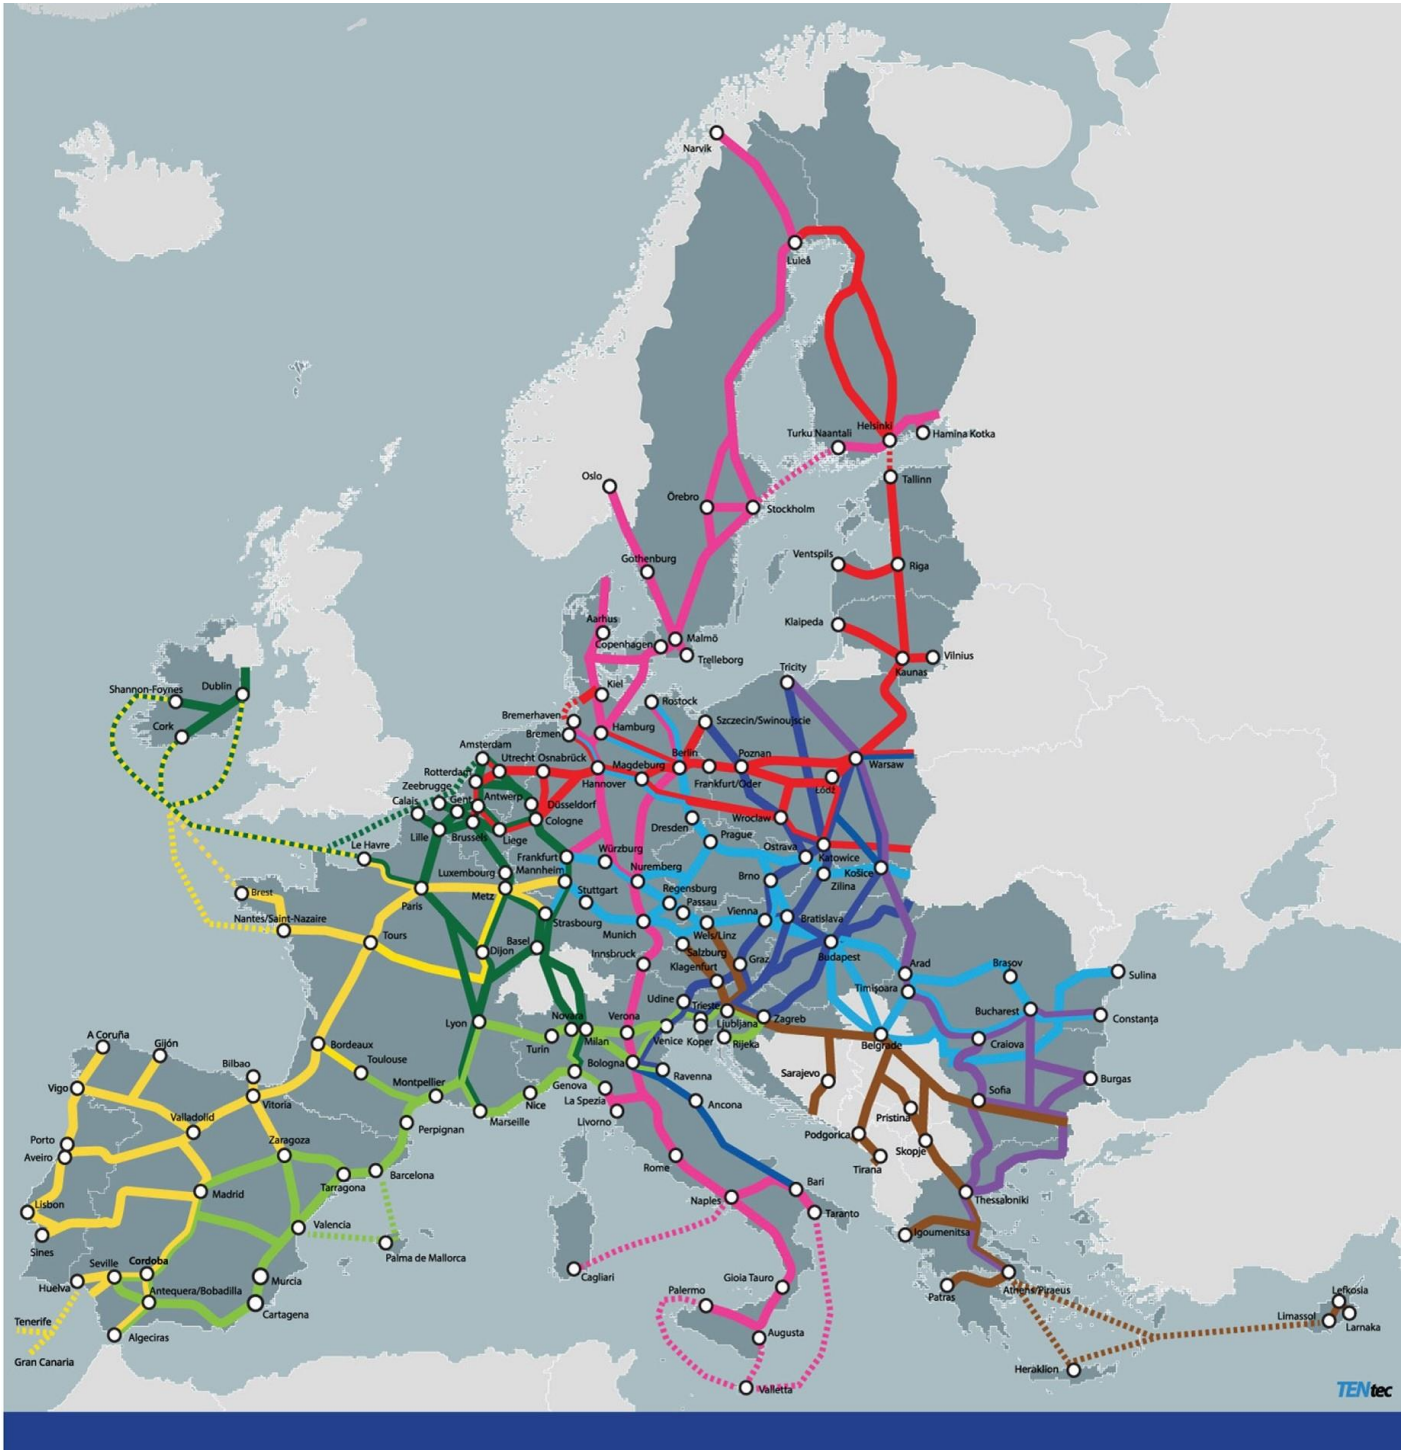 Narvik
Luleå
Helsinki
Turku Naantali
Hamina Kotka
Tallinn
Oslo
Örebro
Stockholm
Ventspils
Riga
Gothenburg
Klaipeda
Aarhus
Copenhagen
Malmö
Trelleborg
Vilnius
Kaunas
Tricity
Shannon-Foynes
Dublin
Cork
Kiel
Rostock
Bremerhaven
Bremen
Hamburg
Szczecin/Swinoujscie
Amsterdam
Utrecht
Osnabrück
Berlin
Poznan
Warsaw
Rotterdam
Magdeburg
Hannover
Frankfurt/Oder
Łódź
Zeebrugge
Calais
Gent
Antwerp
Düsseldorf
Cologne
Wroclaw
Lille
Brussels
Liege
Dresden
Prague
Le Havre
Frankfurt
Würzburg
Ostrava
Katowice
Luxembourg
Mannheim
Nuremberg
Brno
Zilina
Košice
Brest
Paris
Metz
Stuttgart
Regensburg
Passau
Nantes/Saint-Nazaire
Strasbourg
Vienna
Bratislava
Tours
Munich
Wels/Linz
Dijon
Basel
Innsbruck
Salzburg
Graz
Budapest
Klagenfurt
Arad
Brașov
Sulina
Timișoara
Udine
Trieste
Bucharest
Constanța
Lyon
Novara
Verona
Ljubljana
Zagreb
Turin
Milan
Venice
Koper
Rijeka
Belgrade
Craiova
A Coruña
Gijón
Bordeaux
Toulouse
Bilbao
Bologna
Ravenna
Sarajevo
Burgas
Vigo
Vitoria
Montpellier
Genova
La Spezia
Nice
Sofia
Ancona
Valladolid
Marseille
Livorno
Pristina
Porto
Aveiro
Zaragoza
Perpignan
Podgorica
Skopje
Rome
Tirana
Barcelona
Tarragona
Madrid
Bari
Naples
Thessaloniki
Lisbon
Taranto
Valencia
Sines
Igoumenitsa
Palma de Mallorca
Seville
Cordoba
Cagliari
Huelva
Murcia
Gioia Tauro
Antequera/Bobadilla
Palermo
Patras
Athens/Piraeus
Lefkosia
Cartagena
Limassol
Larnaka
Tenerife
Algeciras
Augusta
Gran Canaria
Heraklion
Valletta
TENtec